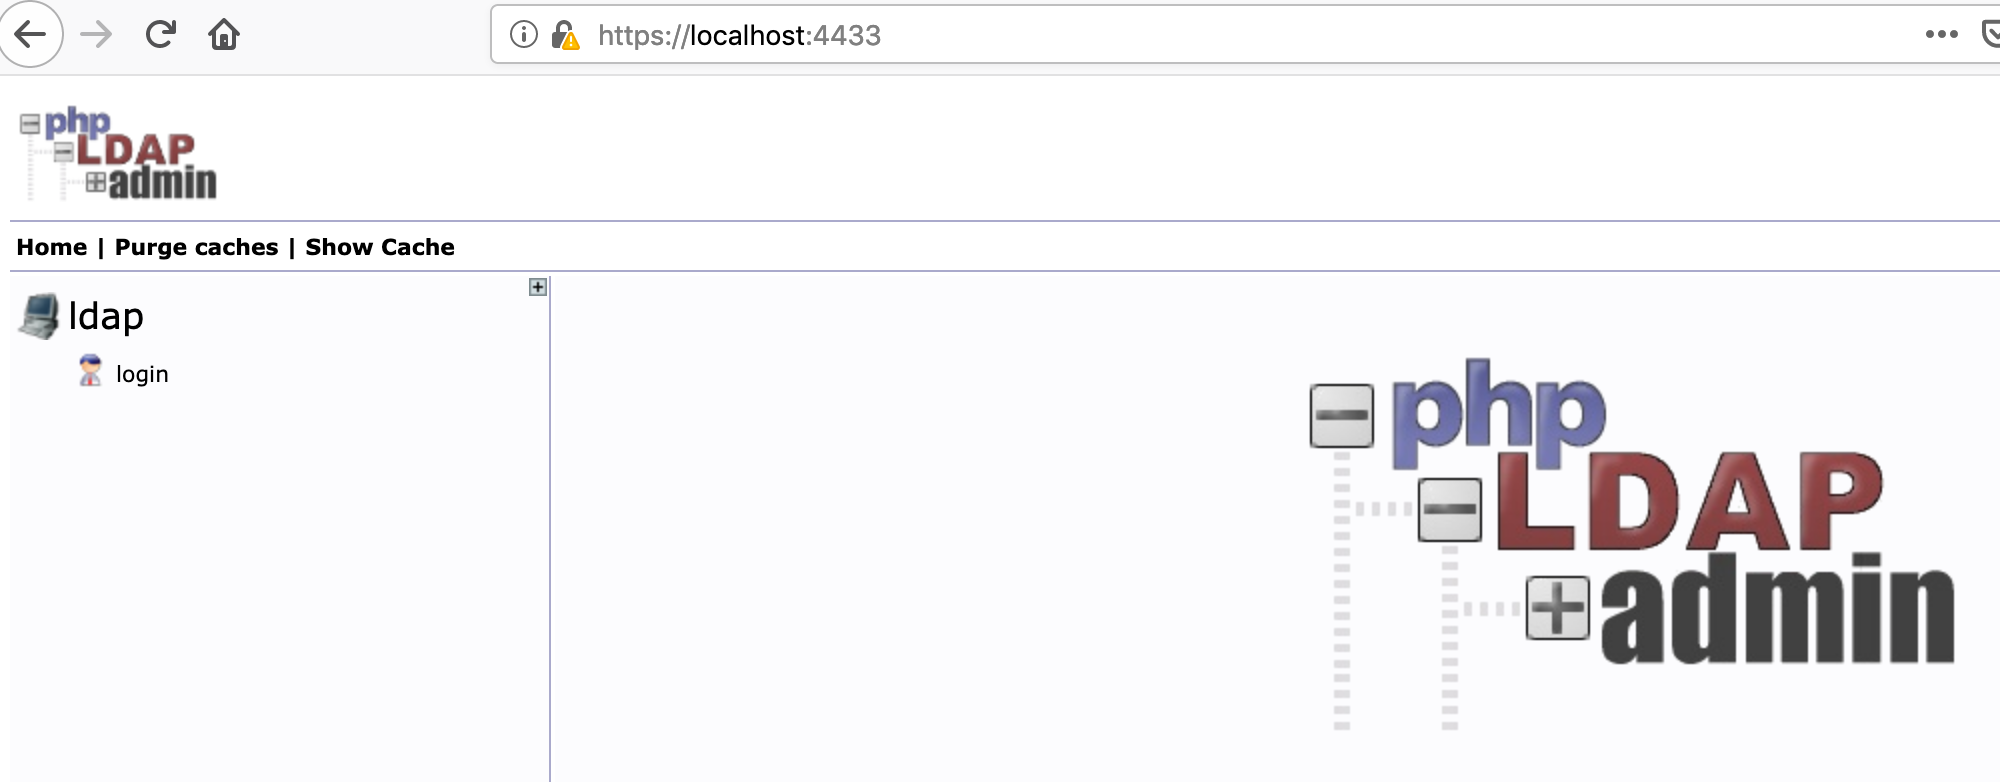 https://localhost:4433
php
LDAP
admin
Home | Purge caches | Show Cache
ldap
login
php
LDAP
admin